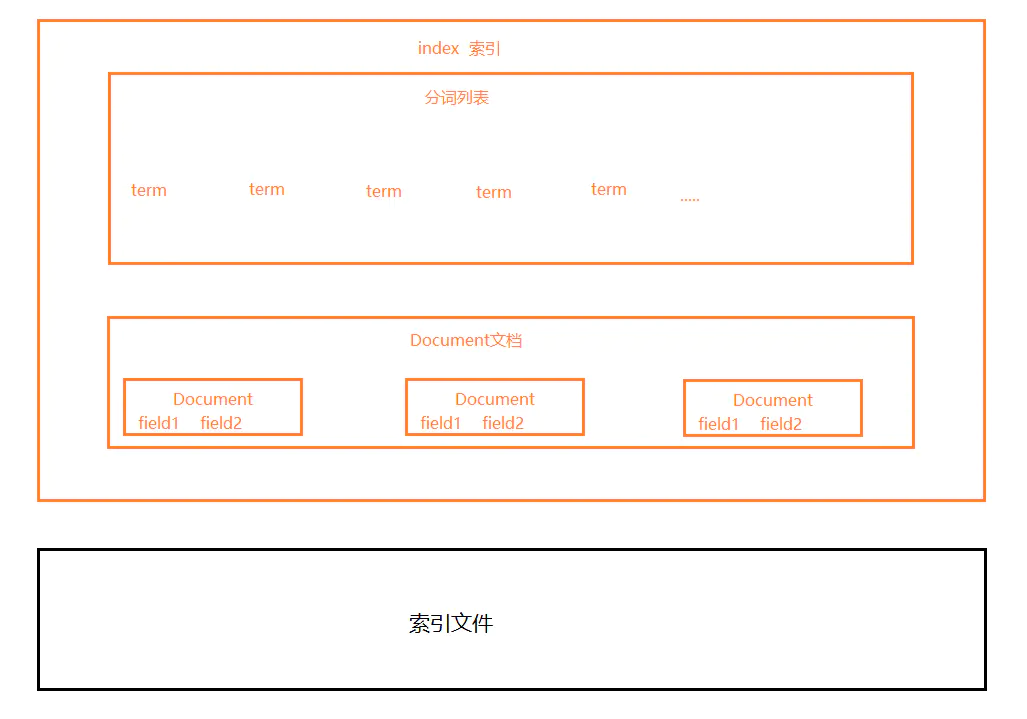 index 索引
分词列表
term term term term term .....
Document文档
Document Document Document
field1 field2 field1 field2 field1 field2
索引文件